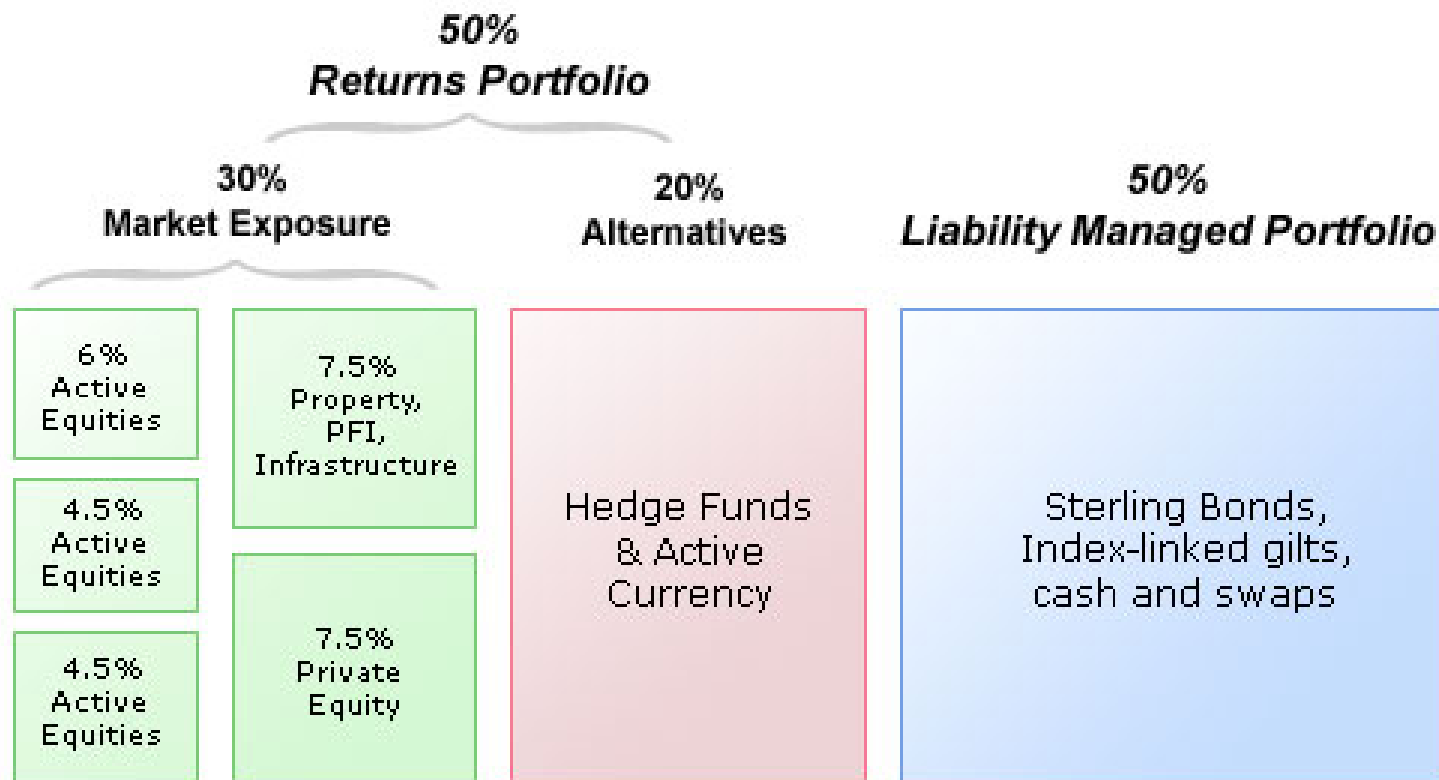 50%
Returns Portfolio
30%
Market Exposure
20%
Alternatives
50%
Liability Managed Portfolio
6%
Active
Equities
4.5%
Active
Equities
4.5%
Active
Equities
7.5%
Property,
PFI,
Infrastructure
7.5%
Private
Equity
Hedge Funds
& Active
Currency
Sterling Bonds,
Index-linked gilts,
cash and swaps